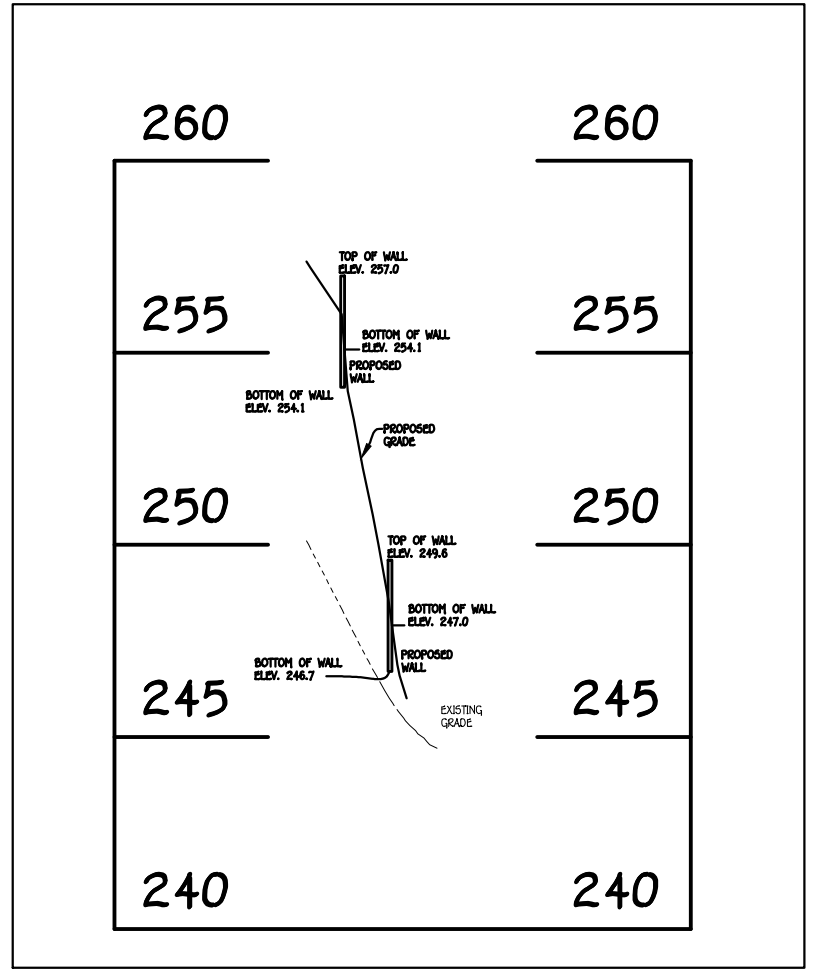 260 260
TOP OF WALL
ELEV. 257.0
255 255
BOTTOM OF WALL
ELEV. 254.1
PROPOSED
WALL
BOTTOM OF WALL
ELEV. 254.1
PROPOSED
GRADE
250 250
TOP OF WALL
ELEV. 249.6
BOTTOM OF WALL
ELEV. 247.0
PROPOSED
WALL
BOTTOM OF WALL
ELEV. 246.7
245 245
EXISTING
GRADE
240 240